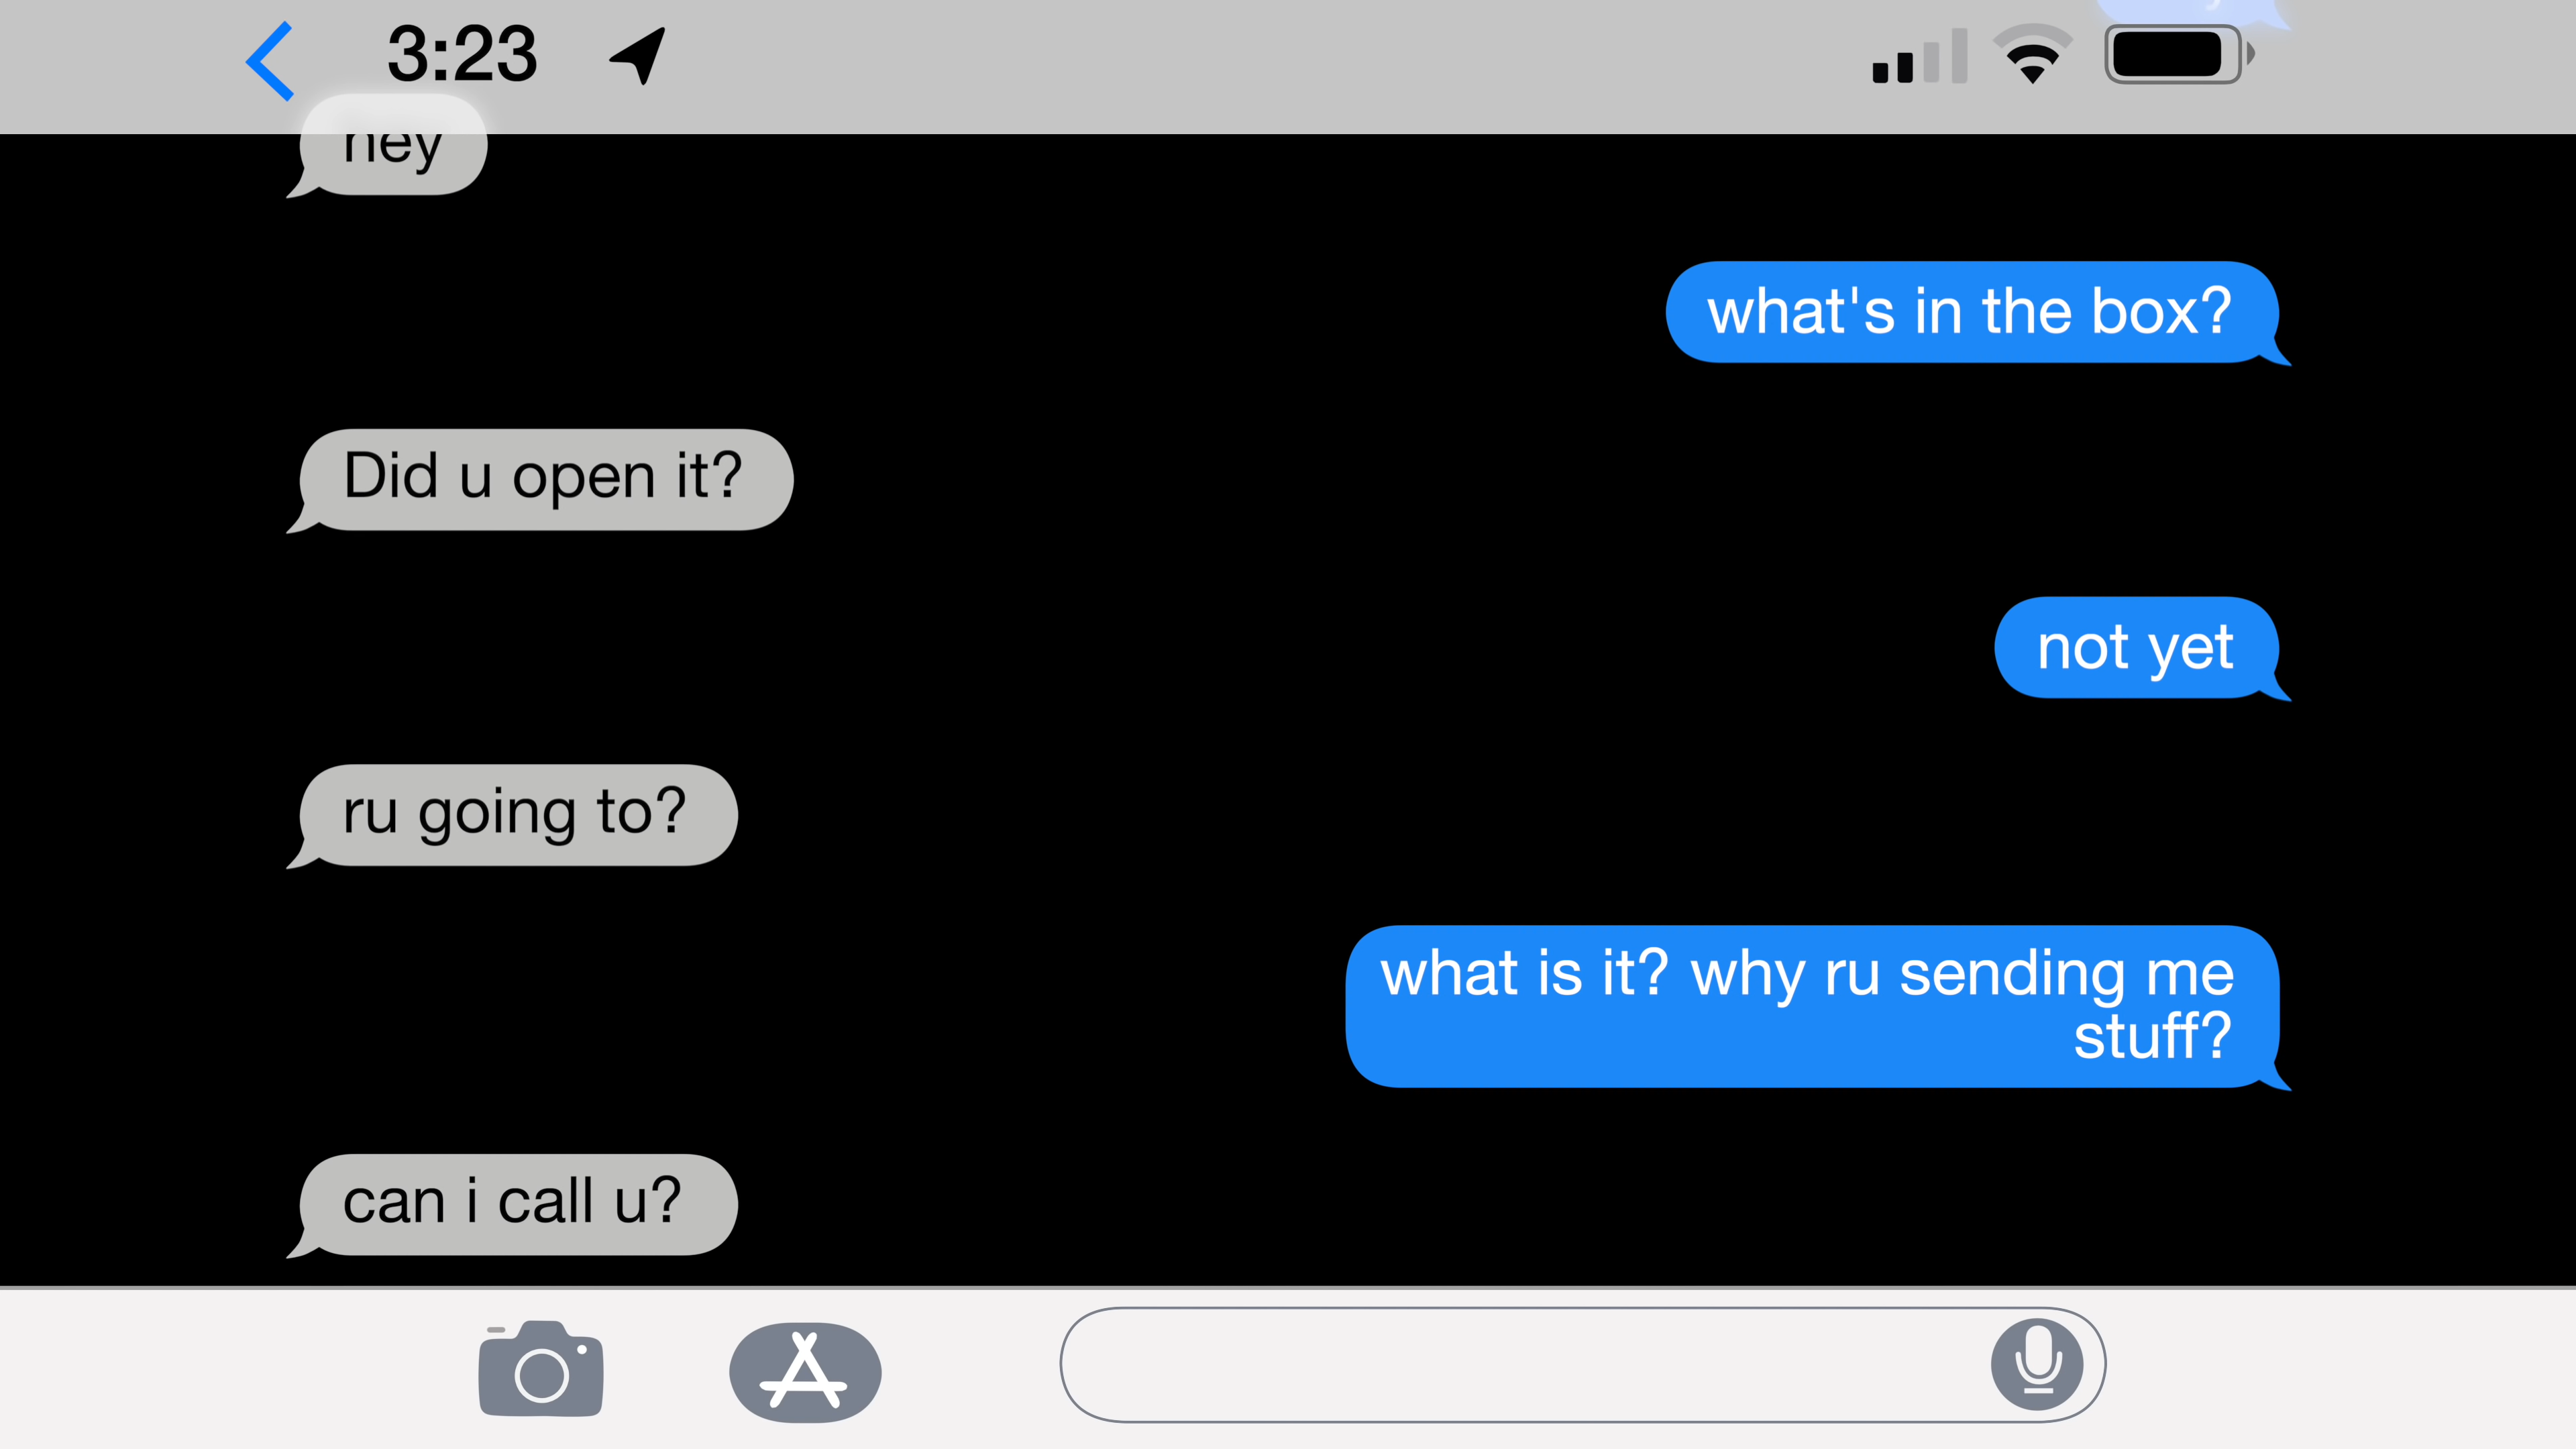 3:23
hey
what's in the box?
Did u open it?
not yet
ru going to?
what is it? why ru sending me
stuff?
can i call u?